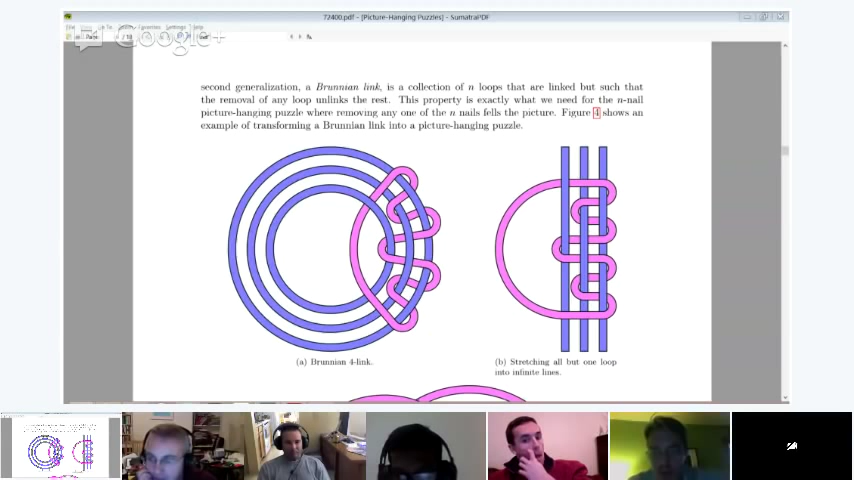 72400.pdf - [Picture-Hanging Puzzles] - SumatraPDF
Google+
second generalization, a Brunnian link, is a collection of n loops that are linked but such that
the removal of any loop unlinks the rest. This property is exactly what we need for the n-nail
picture-hanging puzzle where removing any one of the n nails fells the picture. Figure 4 shows an
example of transforming a Brunnian link into a picture-hanging puzzle.
(a) Brunnian 4-link.
(b) Stretching all but one loop
into infinite lines.